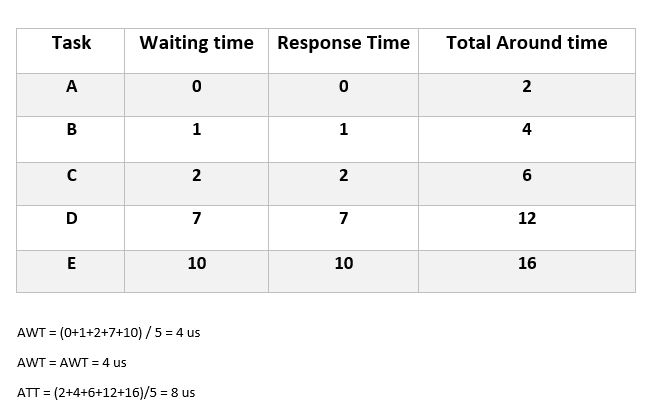 Task Waiting time Response Time Total Around time
A 0 0 2
B 1 1 4
C 2 2 6
D 7 7 12
E 10 10 16
AWT = (0+1+2+7+10) / 5 = 4 us
AWT = AWT = 4 us
ATT = (2+4+6+12+16)/5 = 8 us